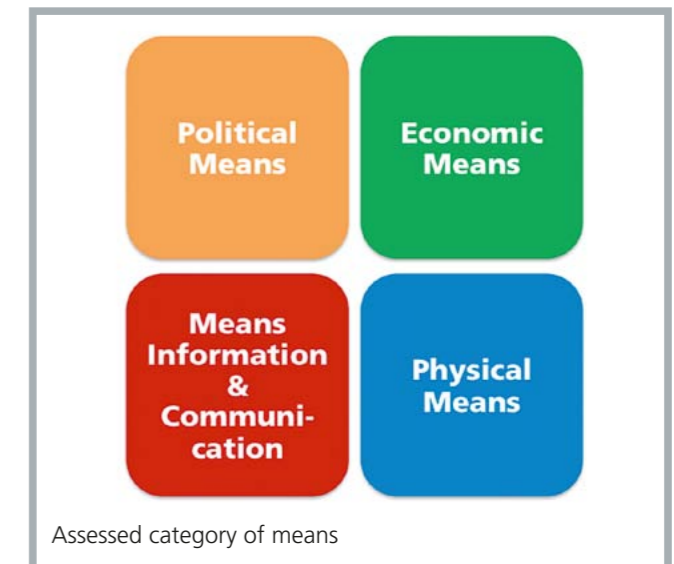 Political
Means
Economic
Means
Means
Information
&
Communi-
cation
Physical
Means
Assessed category of means